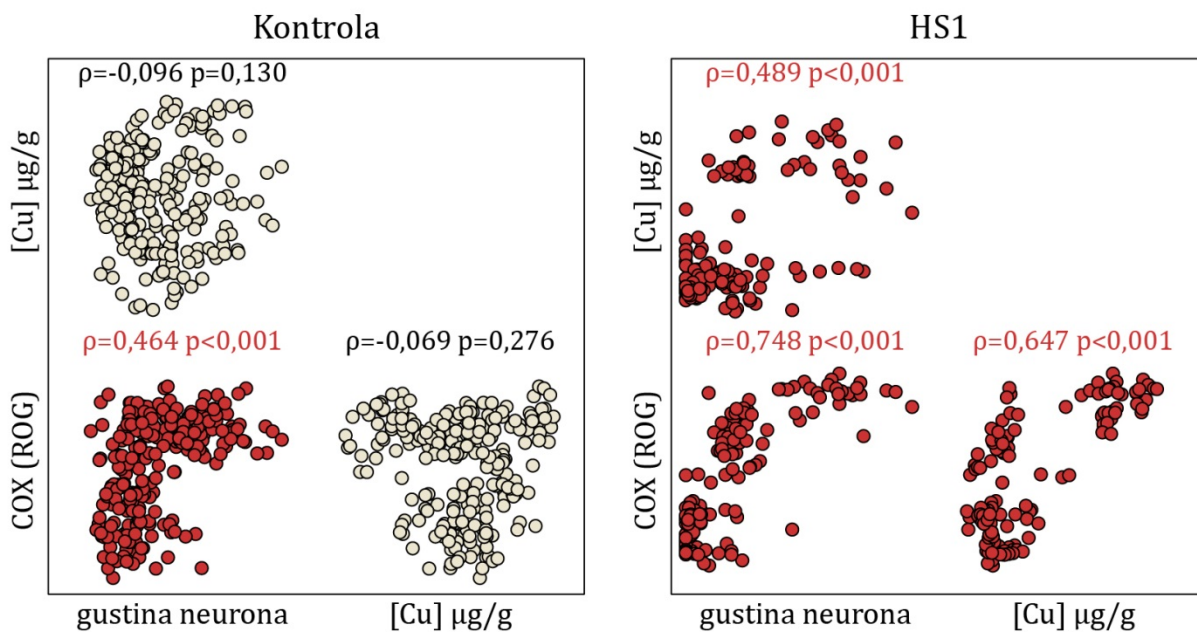 Kontrola
ρ=-0,096 p=0,130
[Cu] µg/g
ρ=0,464 p<0,001
ρ=-0,069 p=0,276
COX (ROG)
gustina neurona
[Cu] µg/g
HS1
ρ=0,489 p<0,001
[Cu] µg/g
ρ=0,748 p<0,001
ρ=0,647 p<0,001
COX (ROG)
gustina neurona
[Cu] µg/g